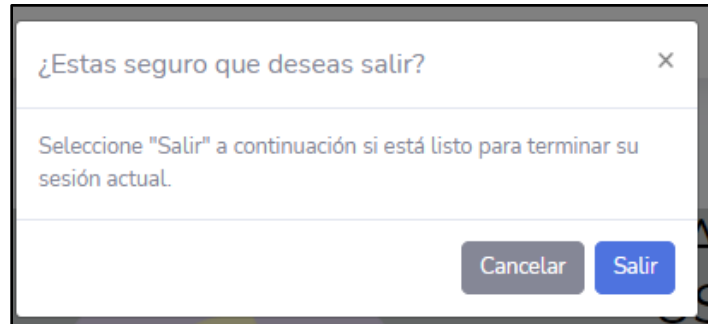 ¿Estas seguro que deseas salir?
×
Seleccione "Salir" a continuación si está listo para terminar su
sesión actual.
Cancelar
Salir